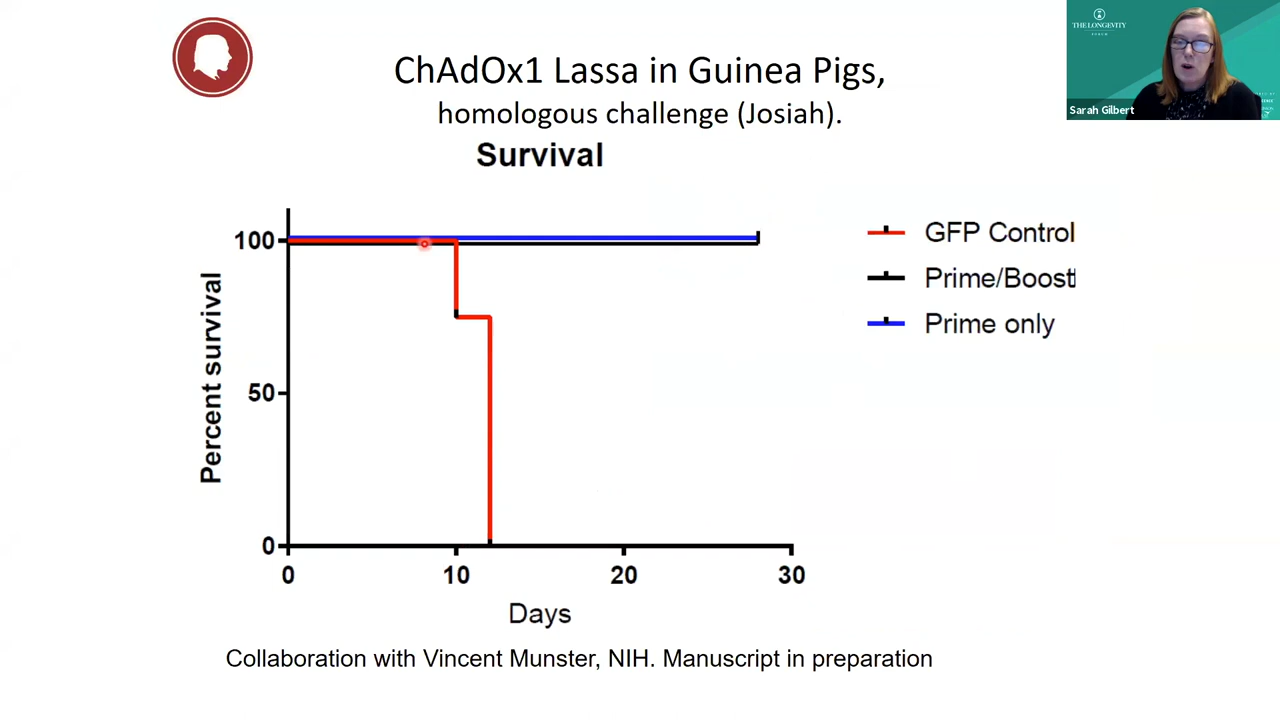 THE LONGEVITY
FORUM
Sarah Gilbert
ChAdOx1 Lassa in Guinea Pigs,
homologous challenge (Josiah).
Survival
Percent survival
100
50
0
0 10 20 30
Days
GFP Control
Prime/Boost
Prime only
Collaboration with Vincent Munster, NIH. Manuscript in preparation